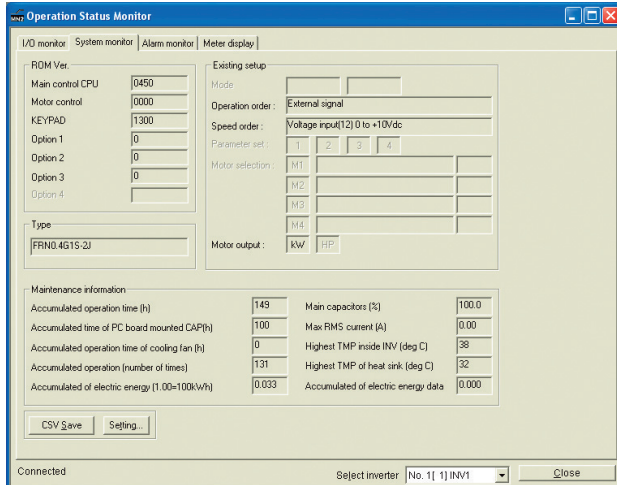 Operation Status Monitor
I/O monitor System monitor Alarm monitor Meter display
ROM Ver.
Main control CPU 0450
Motor control 0000
KEYPAD 1300
Option 1 0
Option 2 0
Option 3 0
Option 4
Type
FRN0.4G1S-2J
Existing setup
Mode
Operation order : External signal
Speed order : Voltage input(12) 0 to +10Vdc
Parameter set : 1 2 3 4
Motor selection : M1
M2
M3
M4
Motor output : kW HP
Maintenance information
Accumulated operation time (h) 149
Accumulated time of PC board mounted CAP(h) 100
Accumulated operation time of cooling fan (h) 0
Accumulated operation (number of times) 131
Accumulated of electric energy (1.00=100kWh) 0.033
Main capacitors (%) 100.0
Max RMS current (A) 0.00
Highest TMP inside INV (deg C) 38
Highest TMP of heat sink (deg C) 32
Accumulated of electric energy data 0.000
CSV Save Setting...
Connected Select inverter No. 1[ 1] INV1 Close